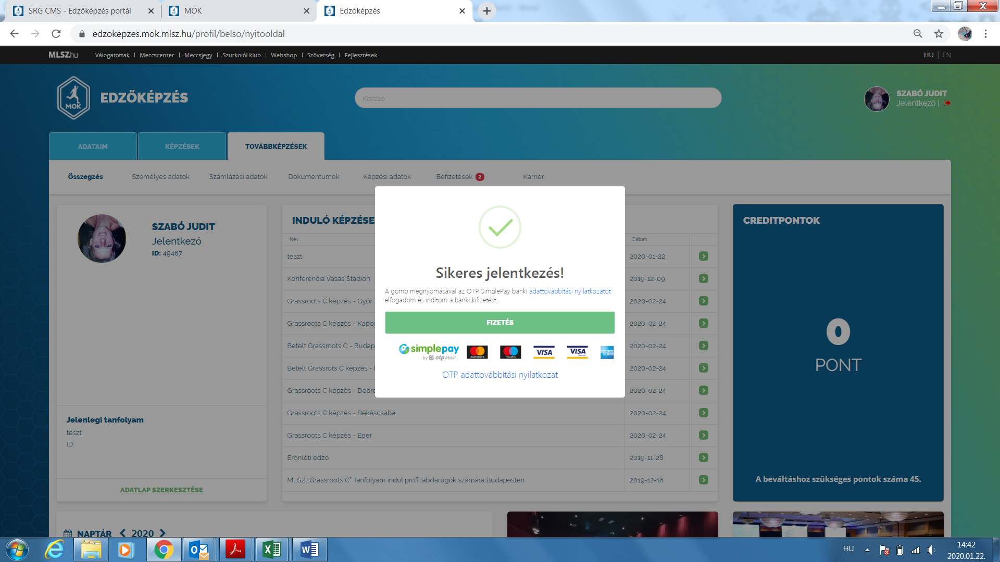 SRG CMS - Edzőképzés portál
MOK
Edzőképzés
edzokepzes.mok.mlsz.hu/profil/belso/nyitooldal
MLSZ.hu
Válogatottak | Meccscenter | Meccsjegy | Szurkolói klub | Webshop | Szövetség | Fejlesztések
HU | EN
MOK
EDZŐKÉPZÉS
Kereső
SZABÓ JUDIT
Jelentkező |
ADATAIM
KÉPZÉSEK
TOVÁBBKÉPZÉSEK
Összegzés
Személyes adatok
Számlázási adatok
Dokumentumok
Képzési adatok
Befizetések 2
Karrier
SZABÓ JUDIT
Jelentkező
ID: 49467
Jelenlegi tanfolyam
teszt
ID:
ADATLAP SZERKESZTÉSE
INDULÓ KÉPZÉSE
Név
Dátum
teszt
2020-01-22
Konferencia Vasas Stadion
2019-12-09
Grassroots C képzés - Győr
2020-02-24
Grassroots C képzés - Kapos
2020-02-24
Betelt Grassroots C - Budap
2020-02-24
Betelt Grassrots C képzés -
2020-02-24
Grassroots C képzés - Debre
2020-02-24
Grassroots C képzés - Békéscsaba
2020-02-24
Grassroots C képzés - Eger
2020-02-24
Erőnléti edző
2019-11-28
MLSZ „Grassroots C” Tanfolyam indul profi labdarúgók számára Budapesten
2019-12-16
Sikeres jelentkezés!
A gomb megnyomásával az OTP SimplePay banki adattovábbítási nyilatkozatot
elfogadom és indítom a banki kifizetést.
FIZETÉS
simplepay
by otp Mobil
mastercard
maestro
VISA
VISA
OTP adattovábbítási nyilatkozat
CREDITPONTOK
0
PONT
A beváltáshoz szükséges pontok száma 45.
NAPTÁR
2020
HU
14:42
2020.01.22.